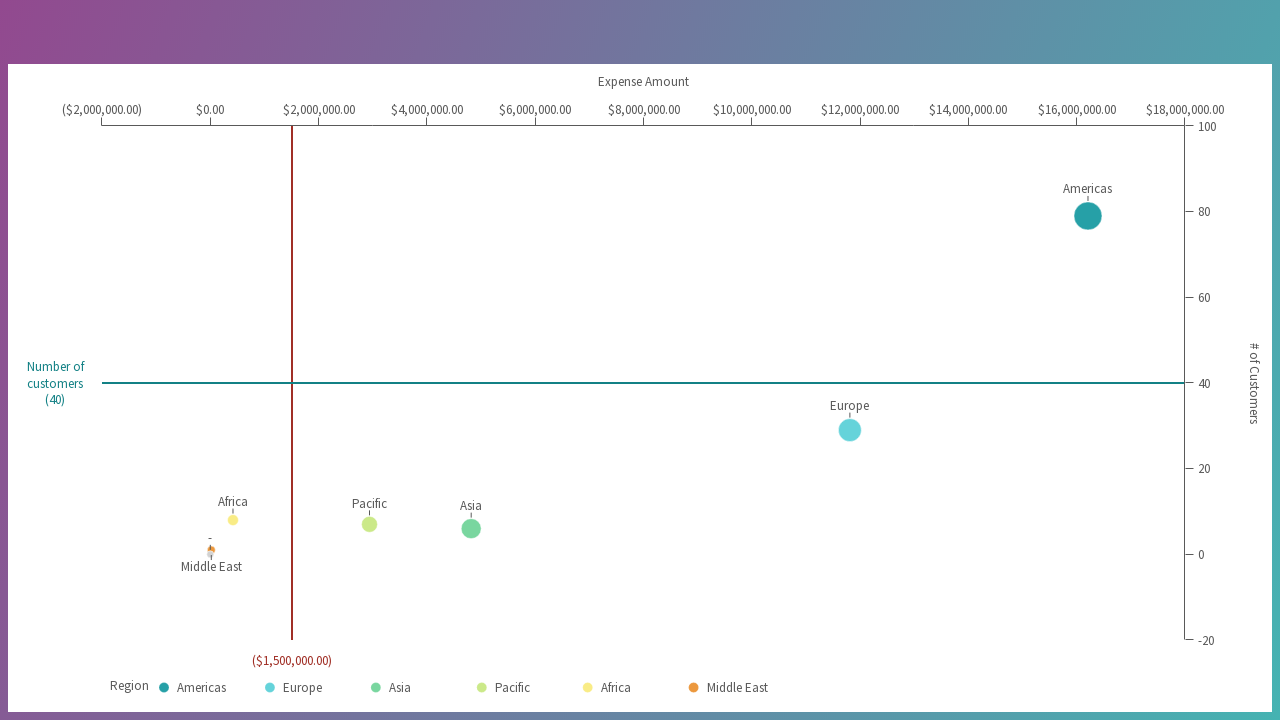 Expense Amount
($2,000,000.00) $0.00 $2,000,000.00 $4,000,000.00 $6,000,000.00 $8,000,000.00 $10,000,000.00 $12,000,000.00 $14,000,000.00 $16,000,000.00 $18,000,000.00
100
Americas
80
60
# of Customers
Number of
customers
(40)
40
Europe
20
Africa
Pacific
Asia
-
0
Middle East
-20
($1,500,000.00)
Region Americas Europe Asia Pacific Africa Middle East